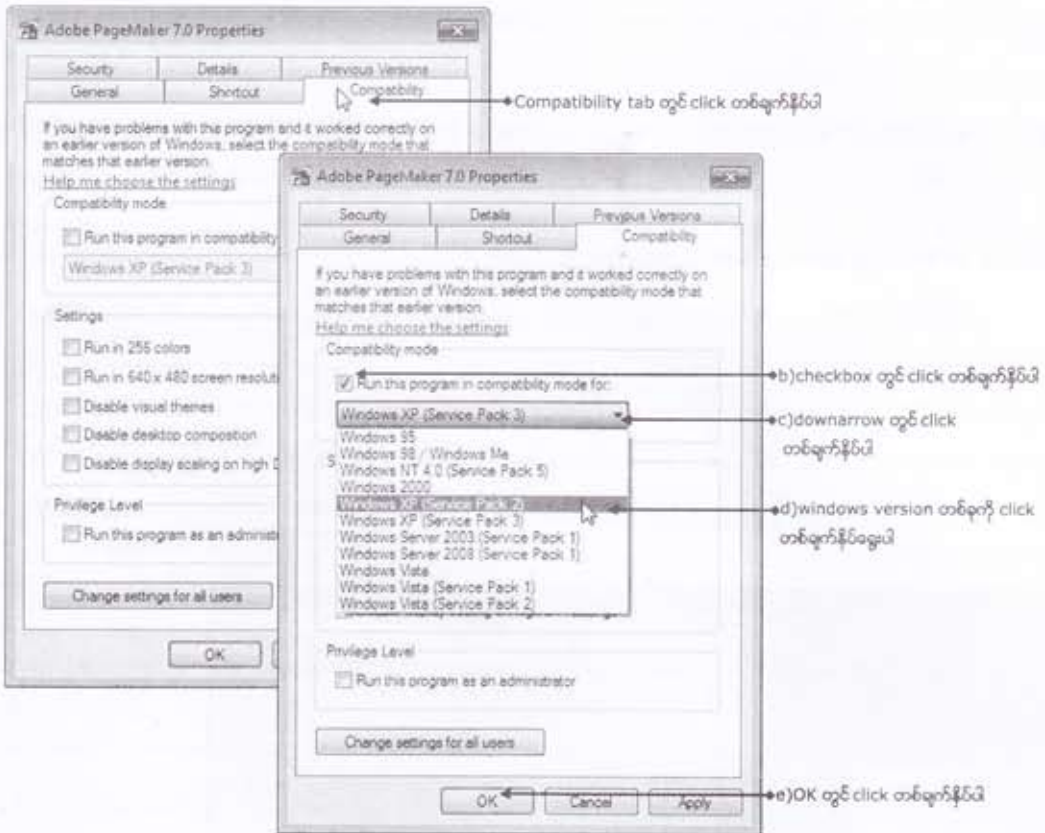 Adobe PageMaker 7.0 Properties
Security Details Previous Versions
General Shortcut Compatibility
Compatibility tab တွင် click တစ်ချက်နှိပ်ပါ
If you have problems with this program and it worked correctly on
an earlier version of Windows, select the compatibility mode that
matches that earlier version.
Help me choose the settings
Compatibility mode
Run this program in compatibility
Windows XP (Service Pack 3)
Settings
Run in 256 colors
Run in 640 x 480 screen resoluti
Disable visual themes
Disable desktop composition
Disable display scaling on high D
Privilege Level
Run this program as an administ
Change settings for all users
OK
Adobe PageMaker 7.0 Properties
Security Details Previous Versions
General Shortcut Compatibility
If you have problems with this program and it worked correctly on
an earlier version of Windows, select the compatibility mode that
matches that earlier version.
Help me choose the settings
Compatibility mode
Run this program in compatibility mode for:
b)checkbox တွင် click တစ်ချက်နှိပ်ပါ
Windows XP (Service Pack 3)
c)downarrow တွင် click
တစ်ချက်နှိပ်ပါ
Windows 95
Windows 98 / Windows Me
Windows NT 4.0 (Service Pack 5)
Windows 2000
Windows XP (Service Pack 2)
d)windows version တစ်ခုကို click
တစ်ချက်နှိပ်ရွေးပါ
Windows XP (Service Pack 3)
Windows Server 2003 (Service Pack 1)
Windows Server 2008 (Service Pack 1)
Windows Vista
Windows Vista (Service Pack 1)
Windows Vista (Service Pack 2)
Privilege Level
Run this program as an administrator
Change settings for all users
OK Cancel Apply
e)OK တွင် click တစ်ချက်နှိပ်ပါ